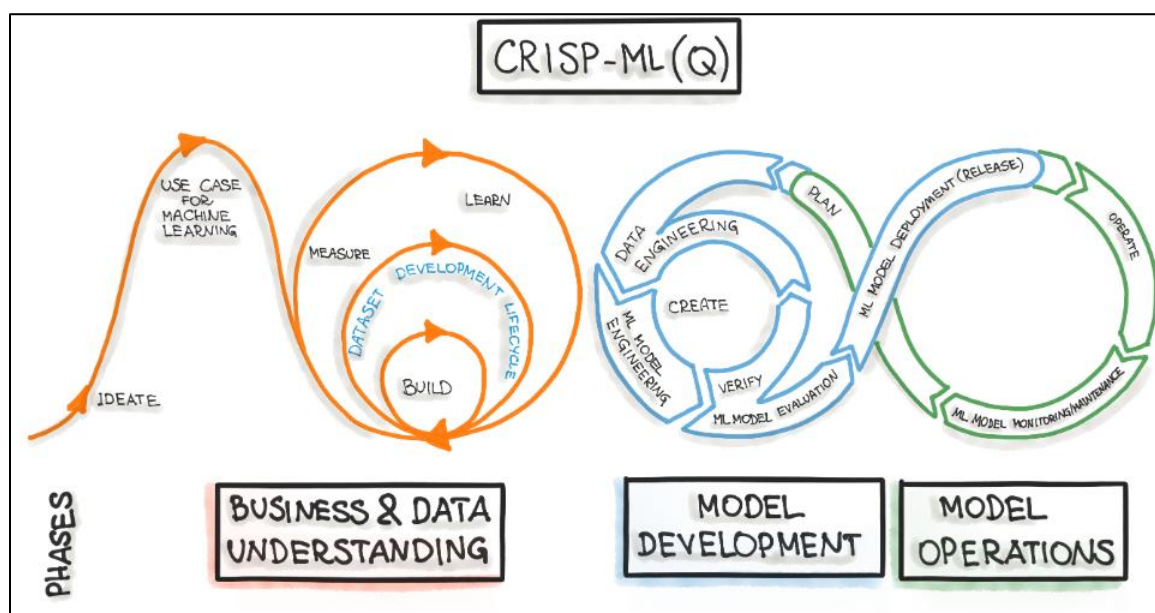 CRISP-ML(Q)
IDEATE
USE CASE
FOR
MACHINE
LEARNING
MEASURE
LEARN
DATASET DEVELOPMENT LIFECYCLE
BUILD
DATA
ENGINEERING
ML MODEL
ENGINEERING
CREATE
VERIFY
ML MODEL EVALUATION
PLAN
ML MODEL DEPLOYMENT (RELEASE)
OPERATE
ML MODEL MONITORING/MAINTENANCE
PHASES
BUSINESS & DATA
UNDERSTANDING
MODEL
DEVELOPMENT
MODEL
OPERATIONS